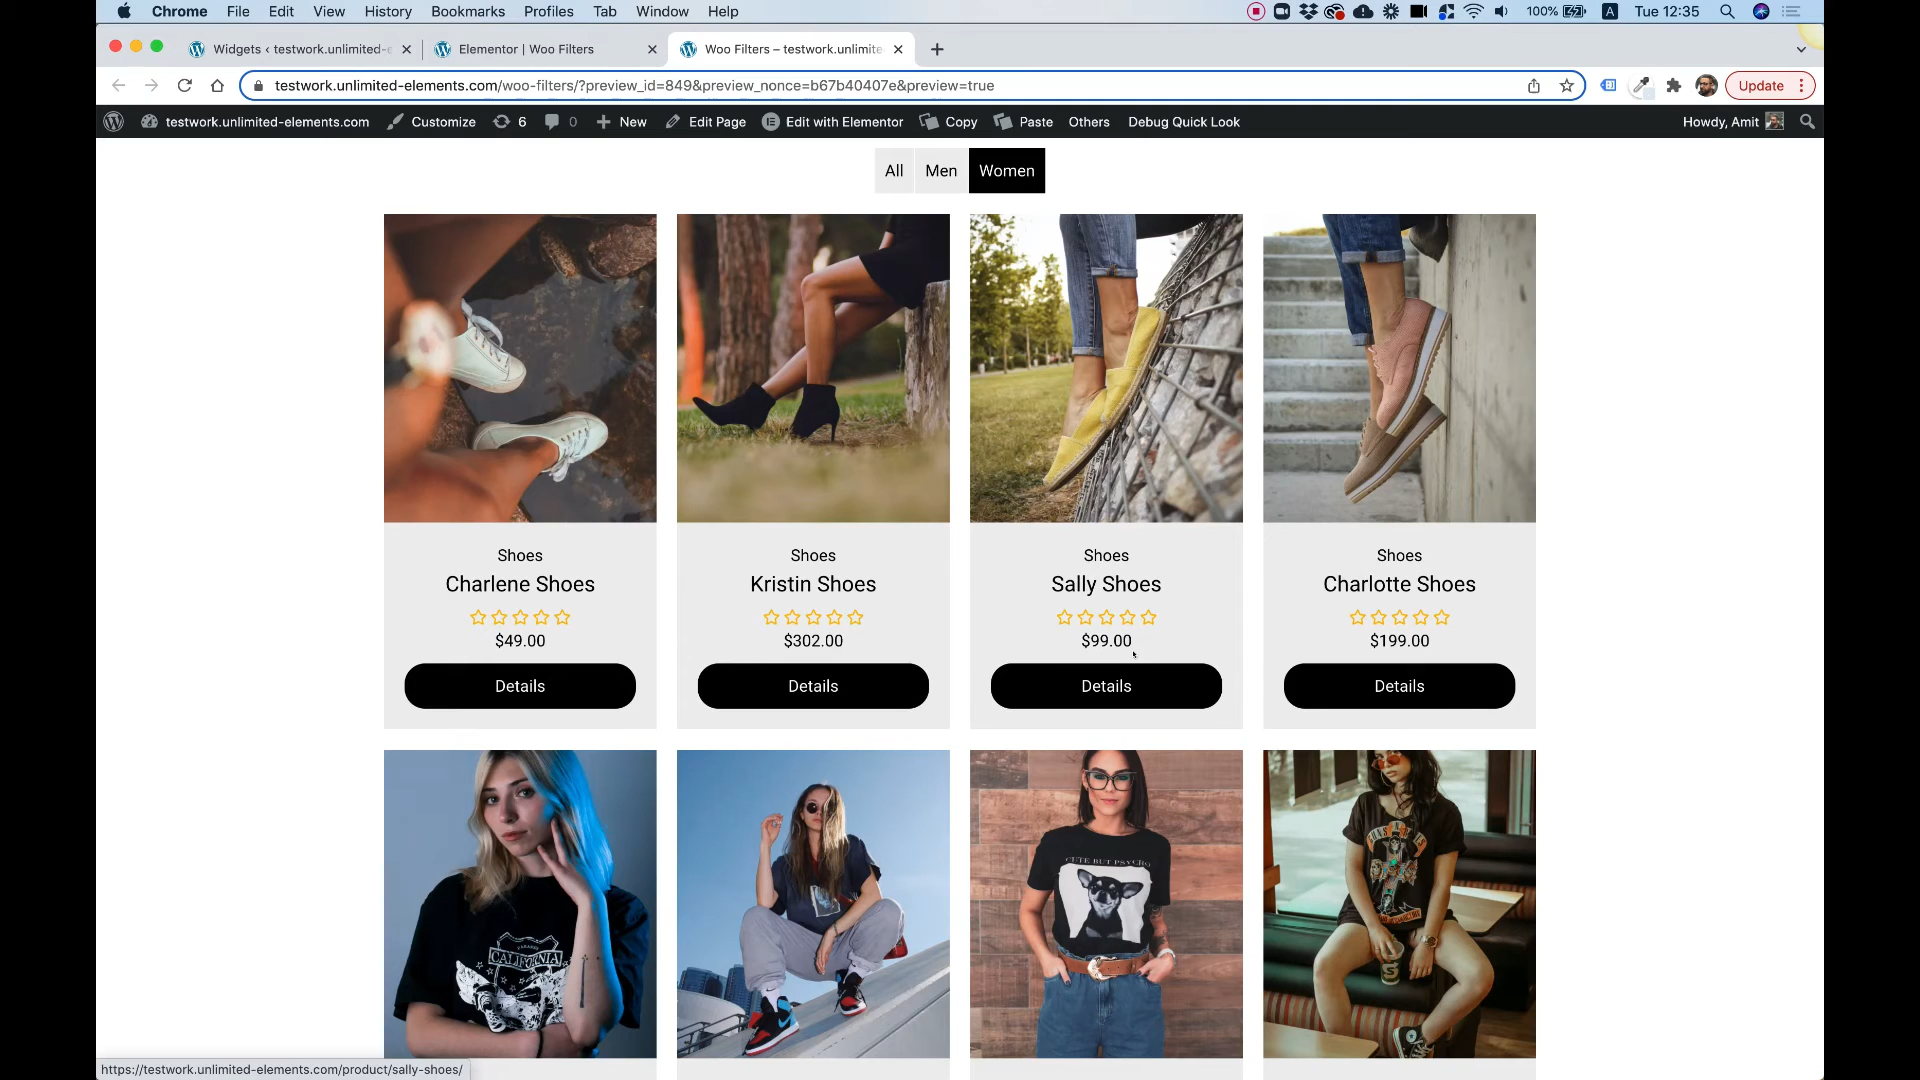 Chrome File Edit View History Bookmarks Profiles Tab Window Help 100% A Tue 12:35
Widgets ‹ testwork.unlimited-e Elementor | Woo Filters Woo Filters – testwork.unlimite
testwork.unlimited-elements.com/woo-filters/?preview_id=849&preview_nonce=b67b40407e&preview=true Update
testwork.unlimited-elements.com Customize 6 0 New Edit Page Edit with Elementor Copy Paste Others Debug Quick Look Howdy, Amit
All Men Women
Shoes Shoes Shoes Shoes
Charlene Shoes Kristin Shoes Sally Shoes Charlotte Shoes
$49.00 $302.00 $99.00 $199.00
Details Details Details Details
CUTE BUT PSYCHO
CALIFORNIA
https://testwork.unlimited-elements.com/product/sally-shoes/